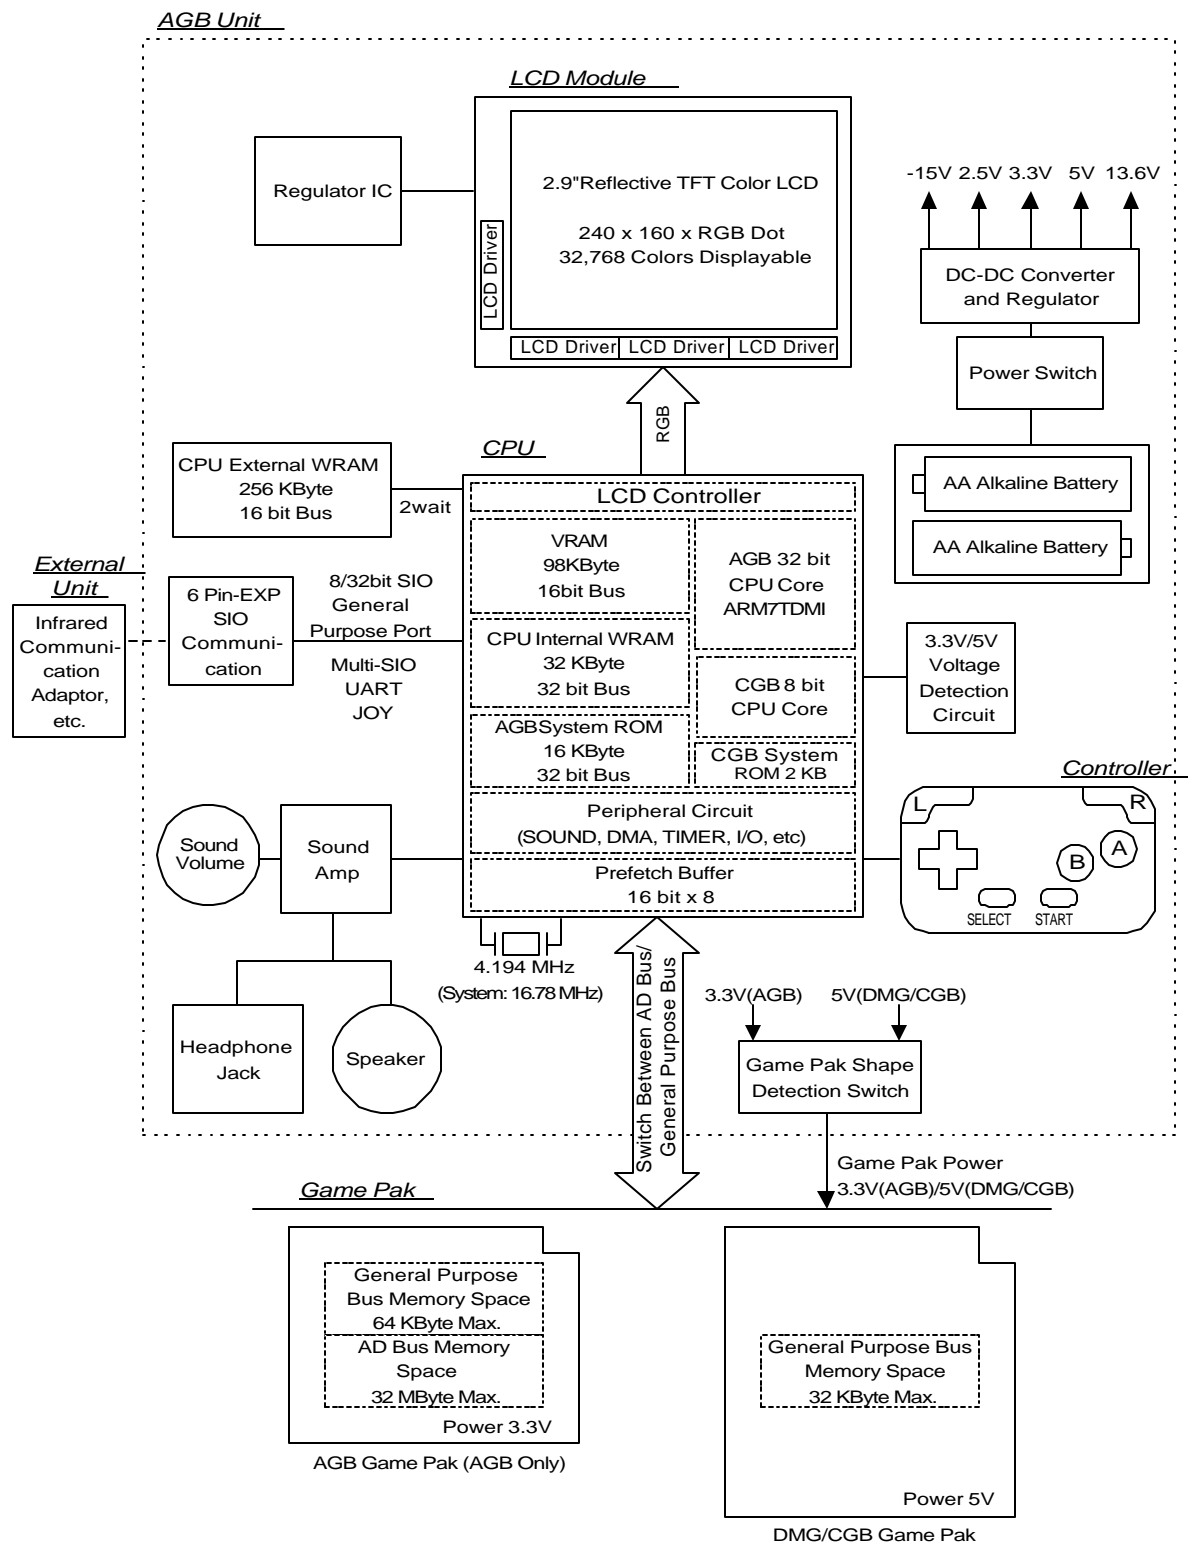 AGB Unit
LCD Module
Regulator IC
2.9"Reflective TFT Color LCD
240 x 160 x RGB Dot
32,768 Colors Displayable
LCD Driver
LCD Driver
LCD Driver
LCD Driver
-15V
2.5V
3.3V
5V
13.6V
DC-DC Converter
and Regulator
Power Switch
AA Alkaline Battery
AA Alkaline Battery
RGB
CPU
CPU External WRAM
256 KByte
16 bit Bus
2wait
LCD Controller
VRAM
98KByte
16bit Bus
AGB 32 bit
CPU Core
ARM7TDMI
External
Unit
Infrared
Communi-
cation
Adaptor,
etc.
6 Pin-EXP
SIO
Communi-
cation
8/32bit SIO
General
Purpose Port
Multi-SIO
UART
JOY
CPU Internal WRAM
32 KByte
32 bit Bus
CGB 8 bit
CPU Core
AGBSystem ROM
16 KByte
32 bit Bus
CGB System
ROM 2 KB
3.3V/5V
Voltage
Detection
Circuit
Peripheral Circuit
(SOUND, DMA, TIMER, I/O, etc)
Prefetch Buffer
16 bit x 8
Controller
L
R
A
B
SELECT
START
Sound
Volume
Sound
Amp
Headphone
Jack
Speaker
4.194 MHz
(System: 16.78 MHz)
Switch Between AD Bus/
General Purpose Bus
3.3V(AGB)
5V(DMG/CGB)
Game Pak Shape
Detection Switch
Game Pak Power
3.3V(AGB)/5V(DMG/CGB)
Game Pak
General Purpose
Bus Memory Space
64 KByte Max.
AD Bus Memory
Space
32 MByte Max.
Power 3.3V
AGB Game Pak (AGB Only)
General Purpose Bus
Memory Space
32 KByte Max.
Power 5V
DMG/CGB Game Pak